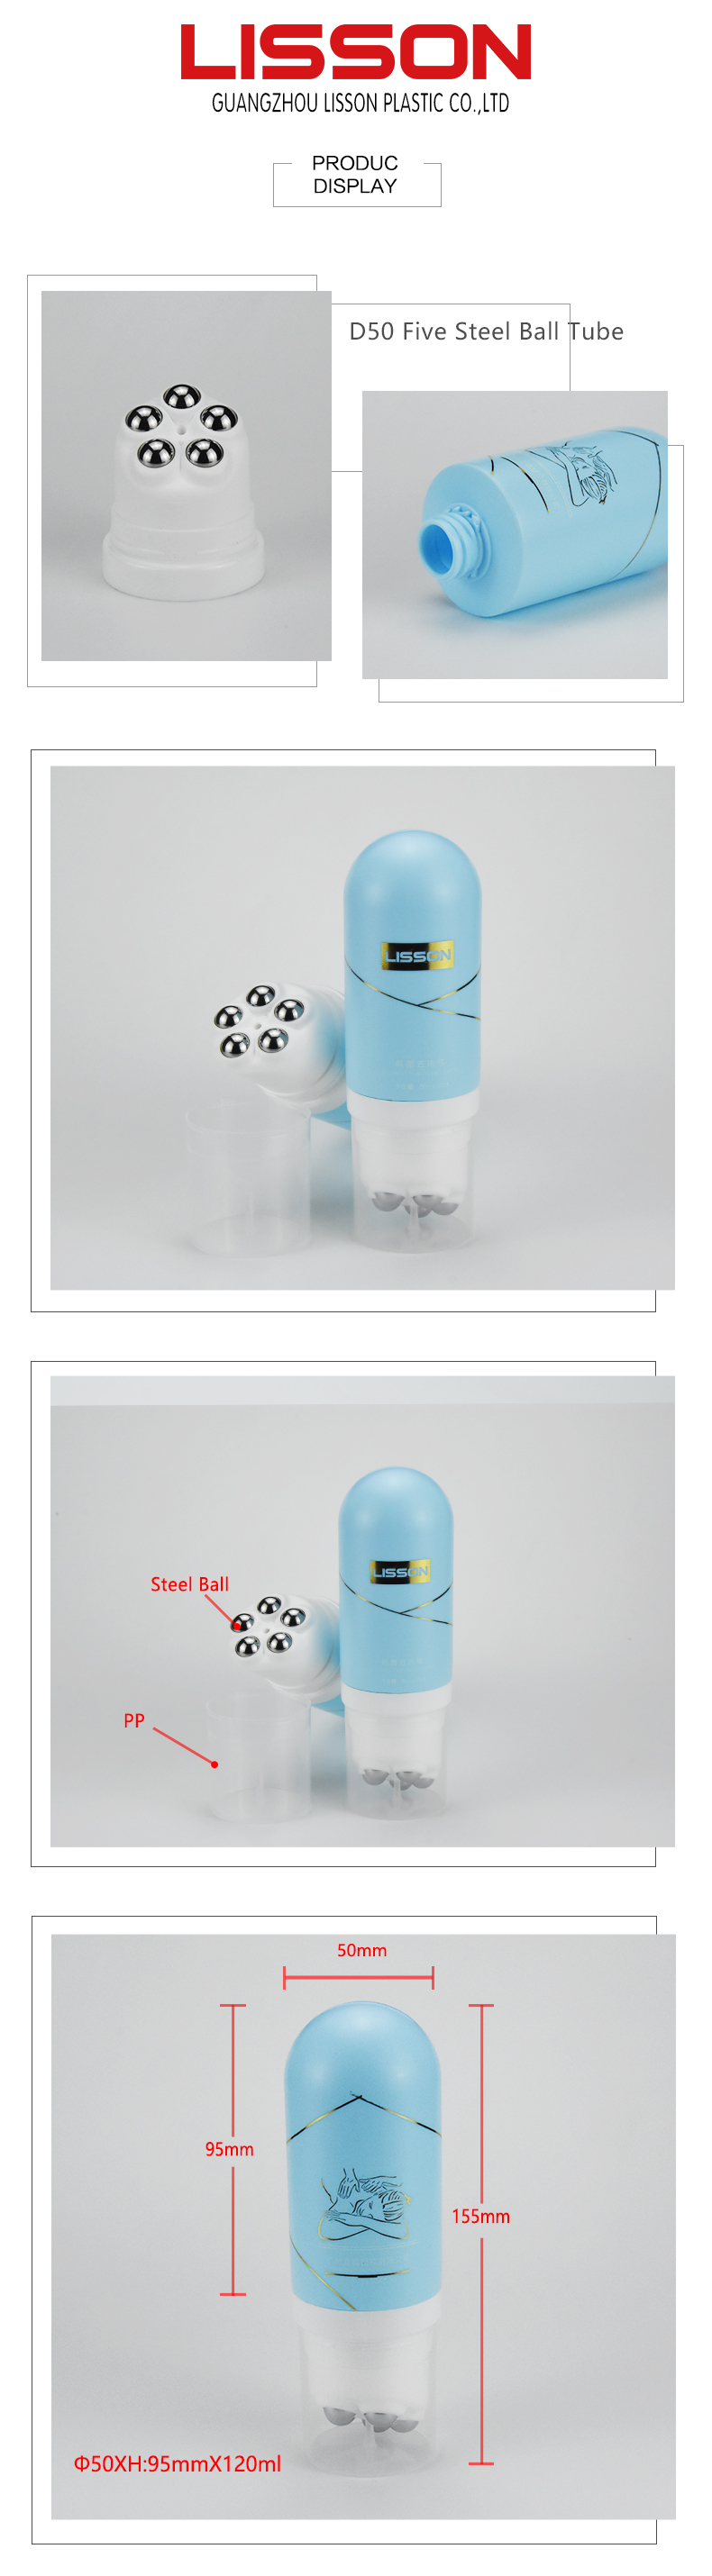 LISSON
GUANGZHOU LISSON PLASTIC CO.,LTD
PRODUC
DISPLAY
D50 Five Steel Ball Tube
LISSON
Steel Ball
LISSON
PP
50mm
95mm
155mm
Φ50XH:95mmX120ml